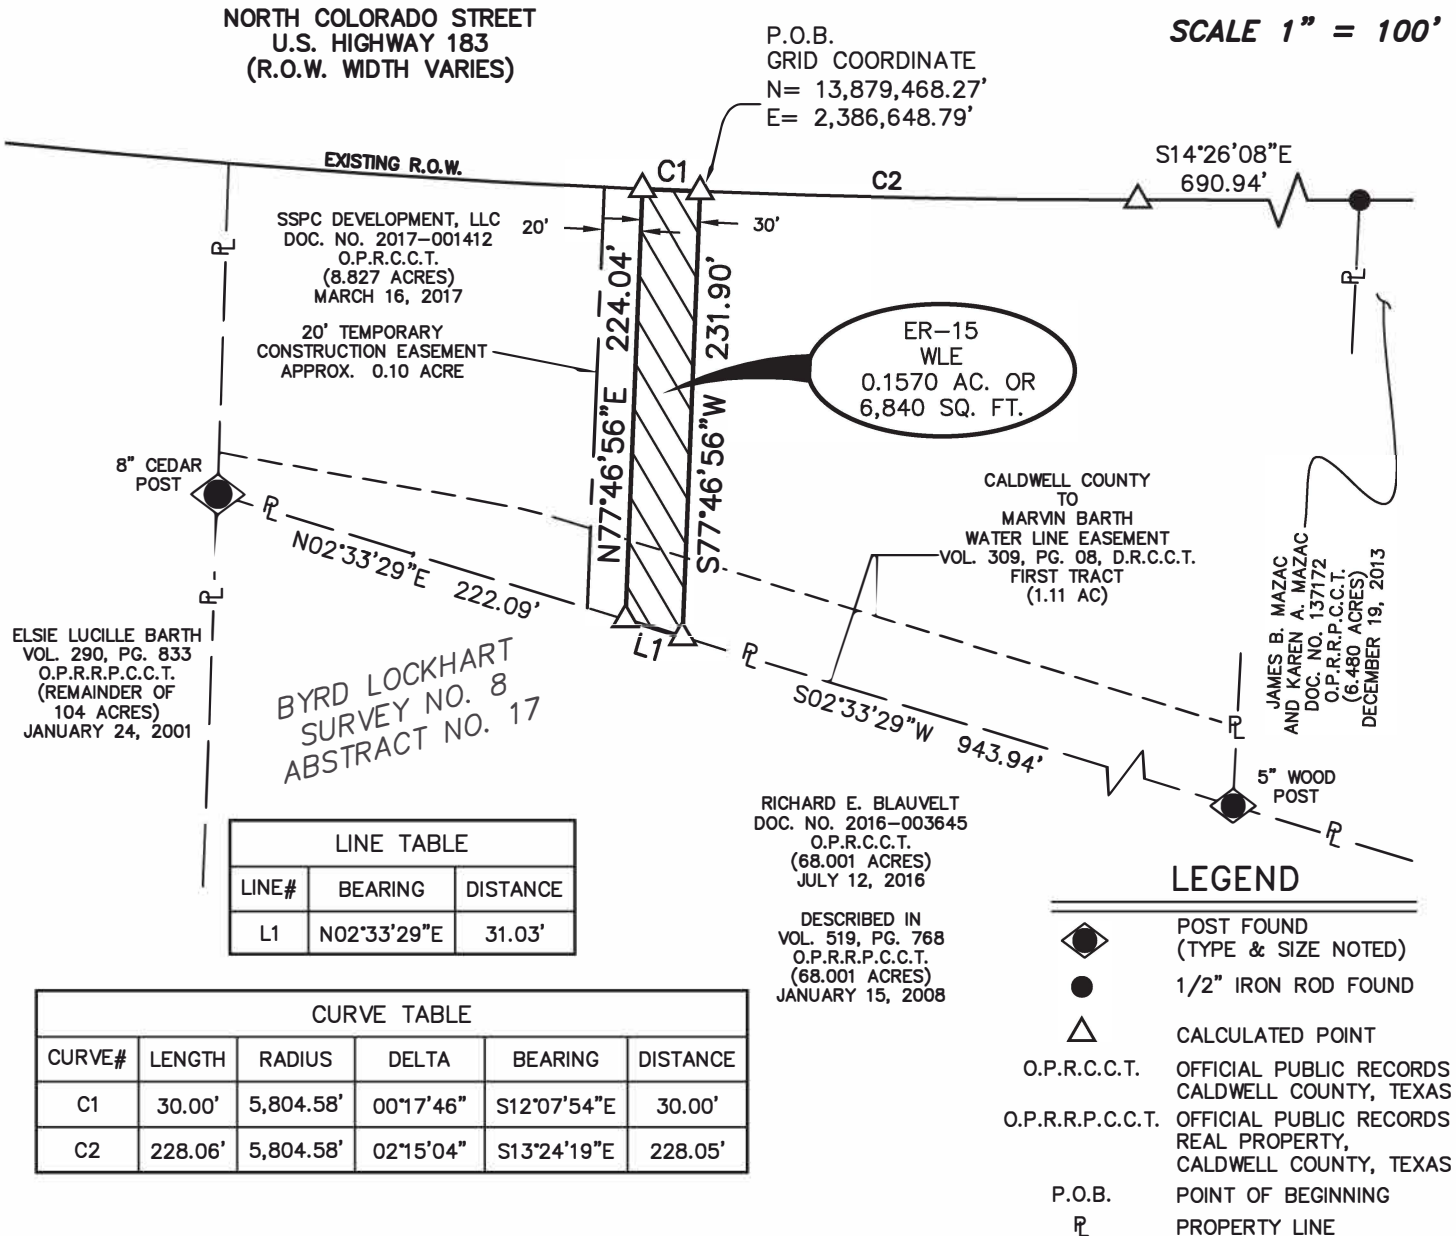 NORTH COLORADO STREET
U.S. HIGHWAY 183
(R.O.W. WIDTH VARIES)
P.O.B.
GRID COORDINATE
N= 13,879,468.27'
E= 2,386,648.79'
SCALE 1" = 100'
EXISTING R.O.W.
C1
C2
S14°26'08"E
690.94'
SSPC DEVELOPMENT, LLC
DOC. NO. 2017-001412
O.P.R.C.C.T.
(8.827 ACRES)
MARCH 16, 2017
20'
30'
20' TEMPORARY
CONSTRUCTION EASEMENT
APPROX. 0.10 ACRE
N77°46'56"E 224.04'
S77°46'56"W 231.90'
ER-15
WLE
0.1570 AC. OR
6,840 SQ. FT.
PL
PL
8" CEDAR
POST
PL
N02°33'29"E 222.09'
PL
CALDWELL COUNTY
TO
MARVIN BARTH
WATER LINE EASEMENT
VOL. 309, PG. 08, D.R.C.C.T.
FIRST TRACT
(1.11 AC)
JAMES B. MAZAC
AND KAREN A. MAZAC
DOC. NO. 137172
O.P.R.R.P.C.C.T.
(6.480 ACRES)
DECEMBER 19, 2013
ELSIE LUCILLE BARTH
VOL. 290, PG. 833
O.P.R.R.P.C.C.T.
(REMAINDER OF
104 ACRES)
JANUARY 24, 2001
BYRD LOCKHART
SURVEY NO. 8
ABSTRACT NO. 17
L1
PL
S02°33'29"W 943.94'
PL
5" WOOD
POST
PL
RICHARD E. BLAUVELT
DOC. NO. 2016-003645
O.P.R.C.C.T.
(68.001 ACRES)
JULY 12, 2016
DESCRIBED IN
VOL. 519, PG. 768
O.P.R.R.P.C.C.T.
(68.001 ACRES)
JANUARY 15, 2008
LINE TABLE
LINE# BEARING DISTANCE
L1 N02°33'29"E 31.03'
CURVE TABLE
CURVE# LENGTH RADIUS DELTA BEARING DISTANCE
C1 30.00' 5,804.58' 00°17'46" S12°07'54"E 30.00'
C2 228.06' 5,804.58' 02°15'04" S13°24'19"E 228.05'
LEGEND
POST FOUND
(TYPE & SIZE NOTED)
1/2" IRON ROD FOUND
CALCULATED POINT
O.P.R.C.C.T. OFFICIAL PUBLIC RECORDS
CALDWELL COUNTY, TEXAS
O.P.R.R.P.C.C.T. OFFICIAL PUBLIC RECORDS
REAL PROPERTY,
CALDWELL COUNTY, TEXAS
P.O.B. POINT OF BEGINNING
PL PROPERTY LINE